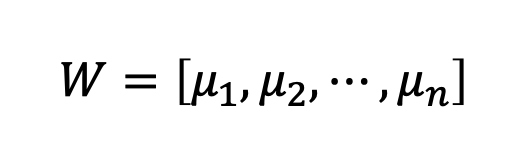 W = [μ₁, μ₂, ⋯ , μₙ]